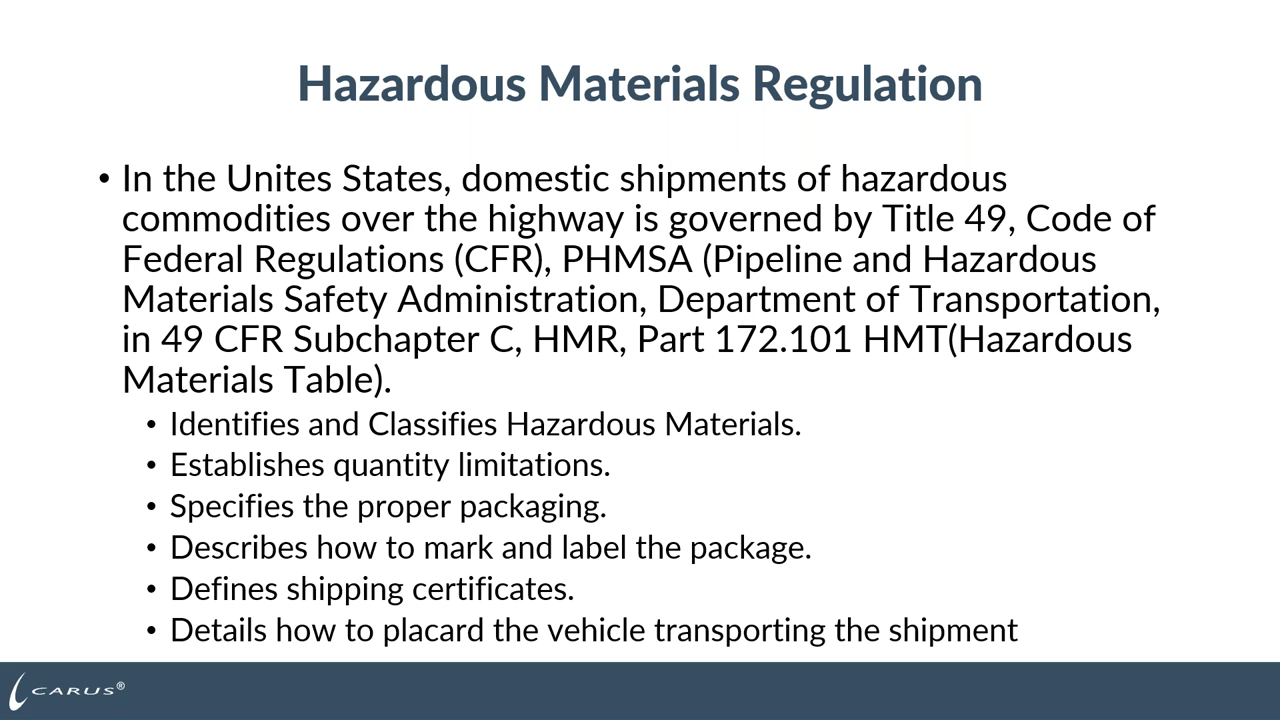 Hazardous Materials Regulation
• In the Unites States, domestic shipments of hazardous
commodities over the highway is governed by Title 49, Code of
Federal Regulations (CFR), PHMSA (Pipeline and Hazardous
Materials Safety Administration, Department of Transportation,
in 49 CFR Subchapter C, HMR, Part 172.101 HMT(Hazardous
Materials Table).
• Identifies and Classifies Hazardous Materials.
• Establishes quantity limitations.
• Specifies the proper packaging.
• Describes how to mark and label the package.
• Defines shipping certificates.
• Details how to placard the vehicle transporting the shipment
CARUS®